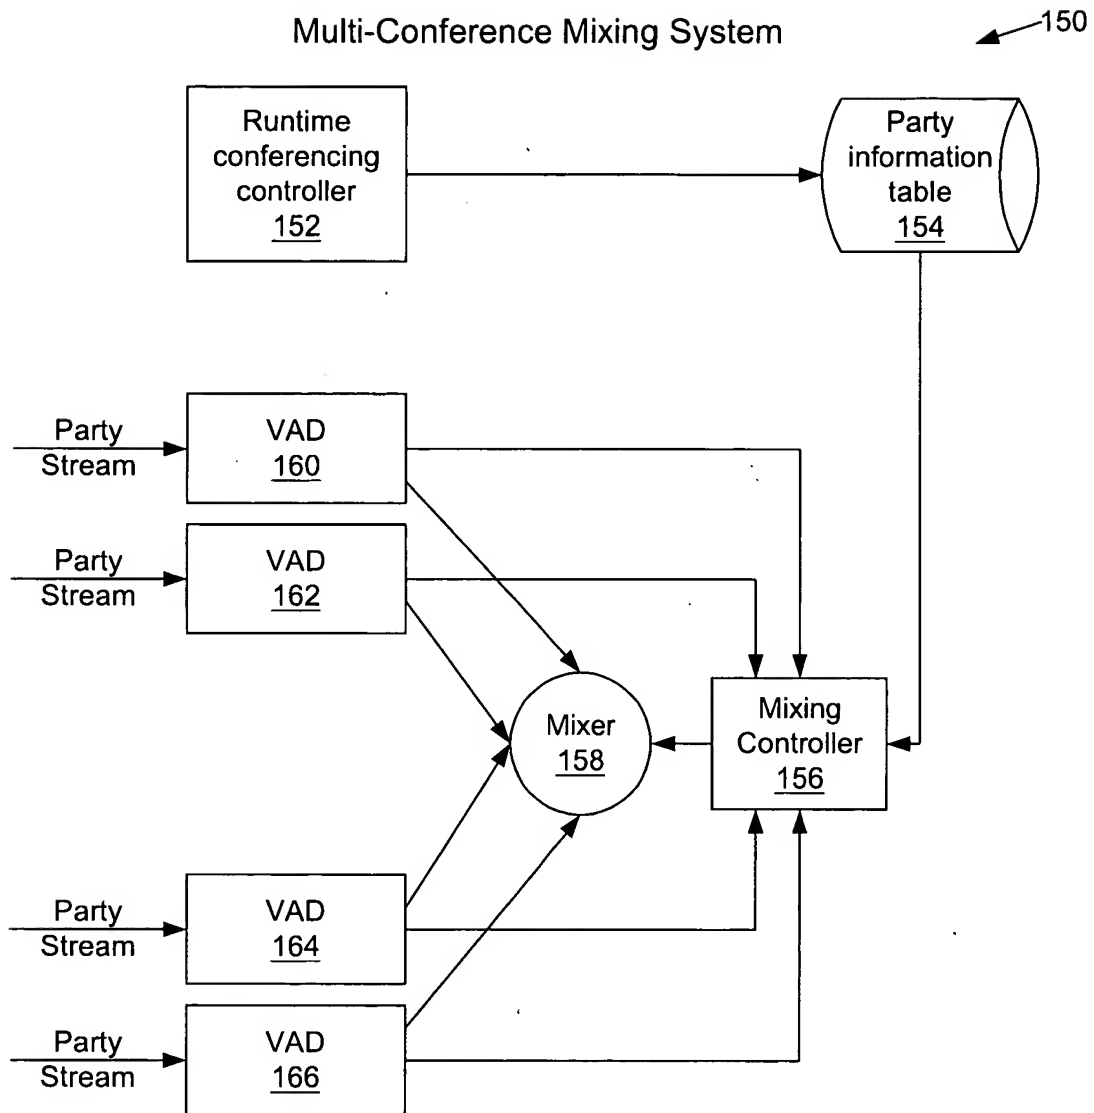 Multi-Conference Mixing System
150
Runtime
conferencing
controller
152
Party
information
table
154
Party
Stream
VAD
160
Party
Stream
VAD
162
Mixer
158
Mixing
Controller
156
Party
Stream
VAD
164
Party
Stream
VAD
166